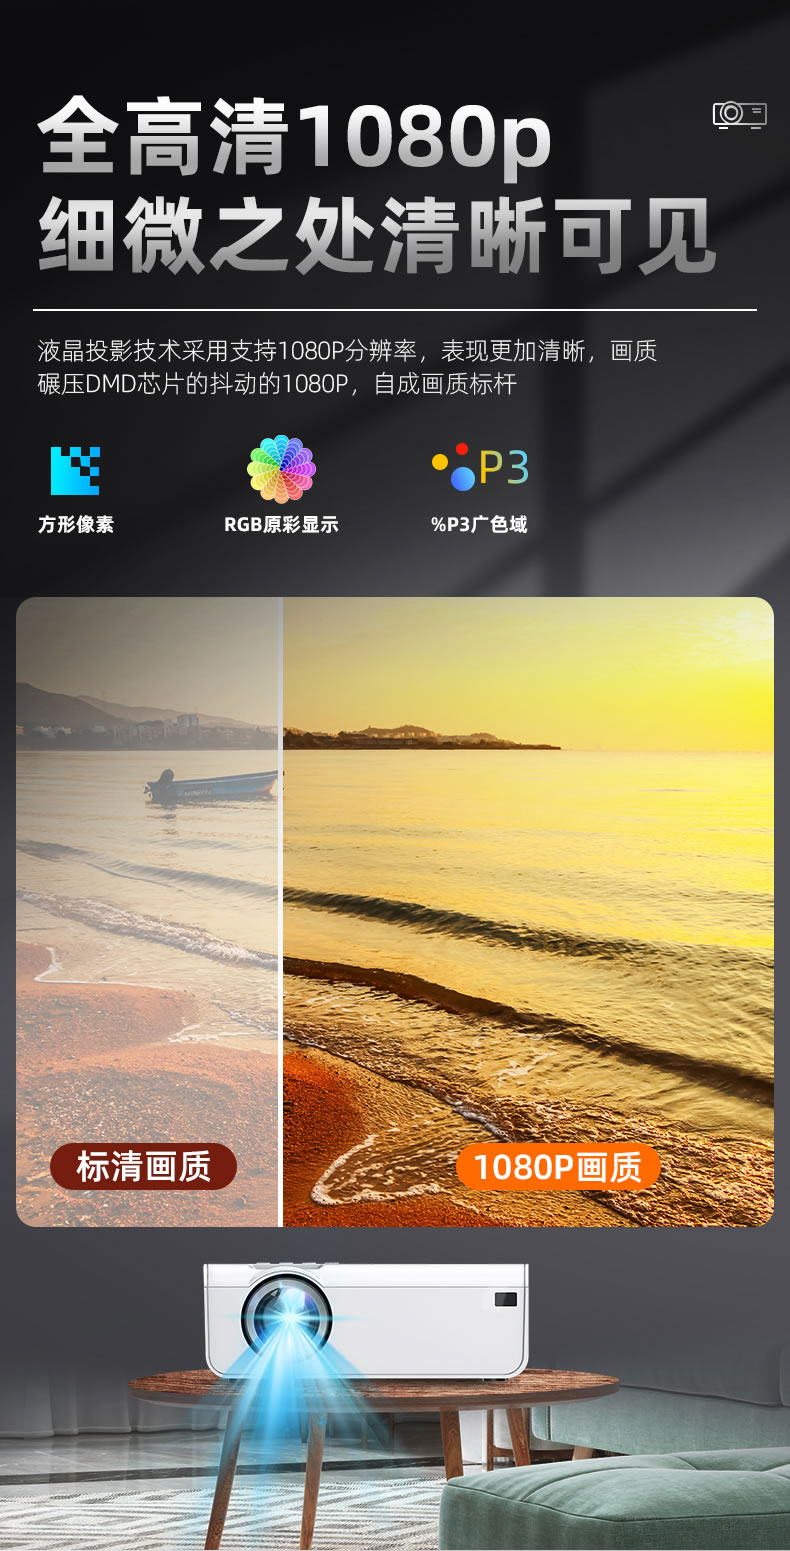 全高清1080p
细微之处清晰可见
液晶投影技术采用支持1080P分辨率，表现更加清晰，画质
碾压DMD芯片的抖动的1080P，自成画质标杆
P3
方形像素
RGB原彩显示
%P3广色域
标清画质
1080P画质